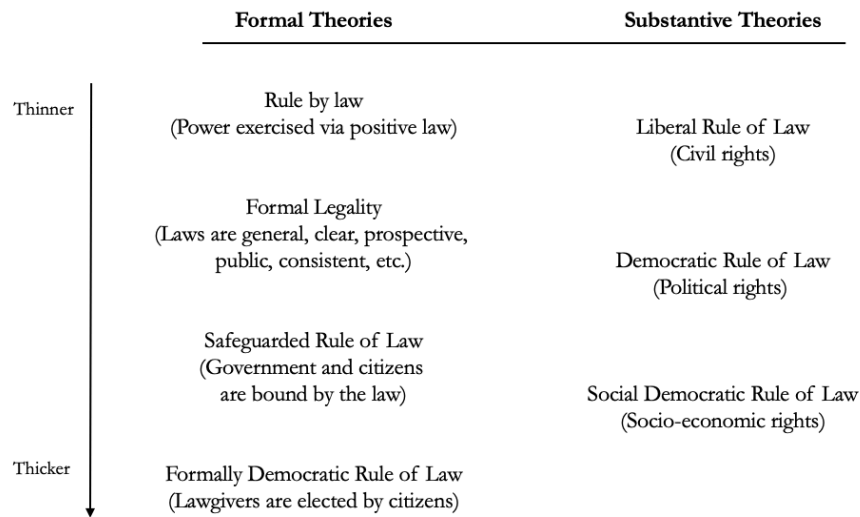 Formal Theories
Substantive Theories
Thinner
Rule by law
(Power exercised via positive law)
Liberal Rule of Law
(Civil rights)
Formal Legality
(Laws are general, clear, prospective,
public, consistent, etc.)
Democratic Rule of Law
(Political rights)
Safeguarded Rule of Law
(Government and citizens
are bound by the law)
Social Democratic Rule of Law
(Socio-economic rights)
Thicker
Formally Democratic Rule of Law
(Lawgivers are elected by citizens)